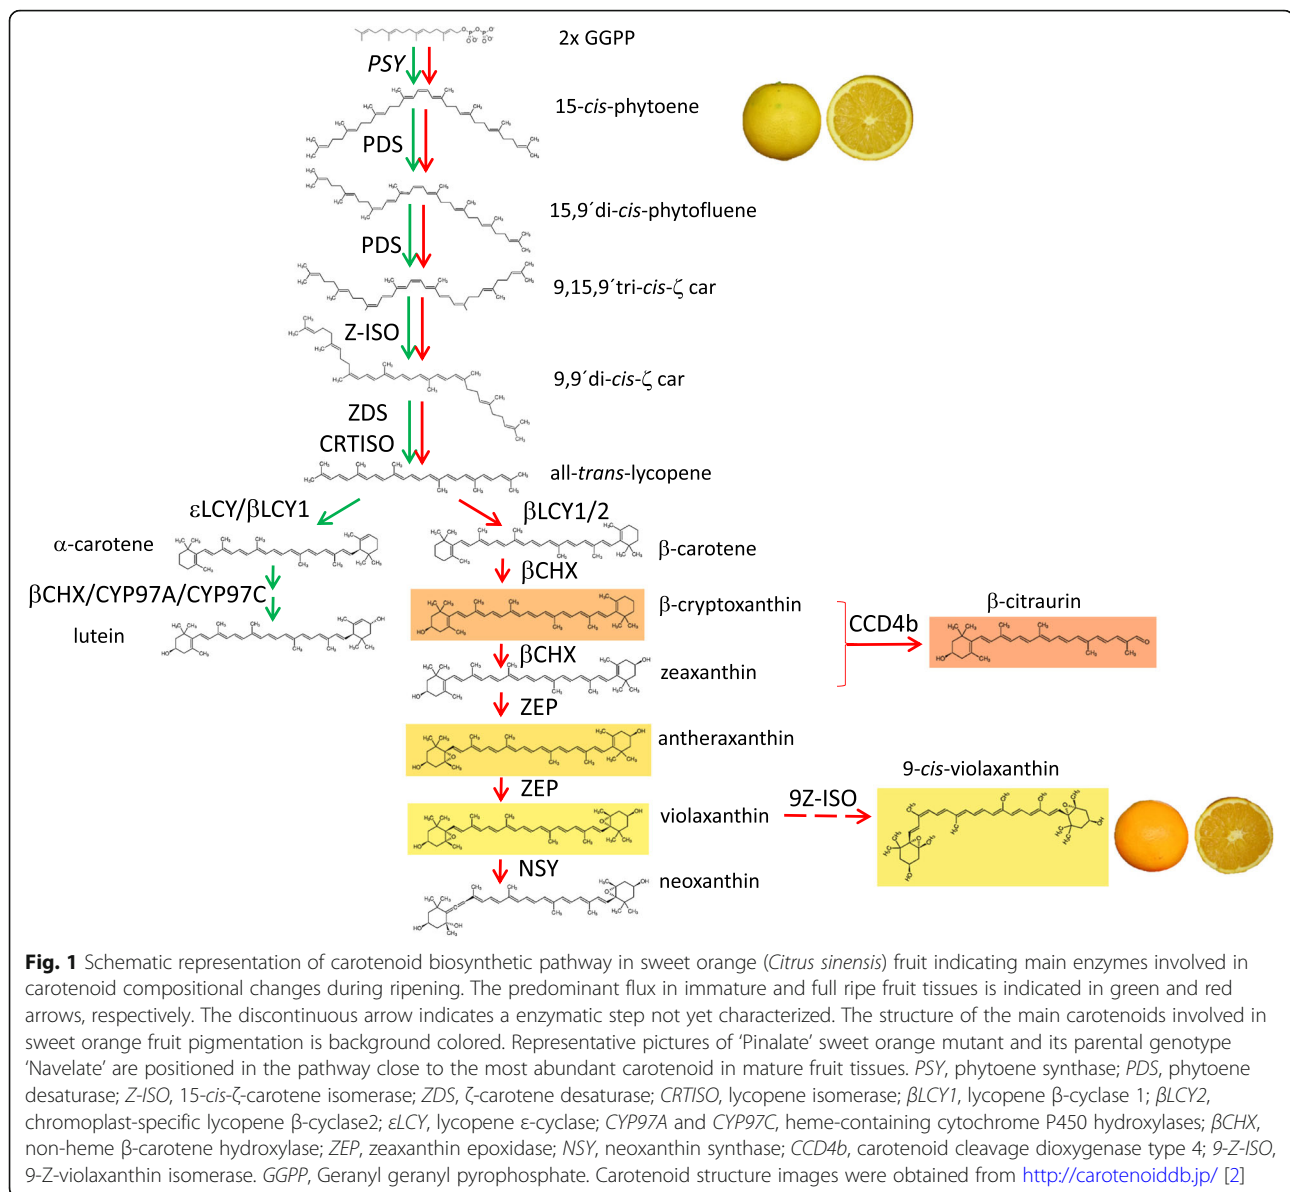 2x GGPP
PSY
15-cis-phytoene
PDS
15,9´di-cis-phytofluene
PDS
9,15,9´tri-cis-ζ car
Z-ISO
9,9´di-cis-ζ car
ZDS
CRTISO
all-trans-lycopene
εLCY/βLCY1
βLCY1/2
α-carotene
β-carotene
βCHX
βCHX/CYP97A/CYP97C
β-cryptoxanthin
β-citraurin
CCD4b
lutein
βCHX
zeaxanthin
ZEP
antheraxanthin
9-cis-violaxanthin
ZEP
9Z-ISO
violaxanthin
NSY
neoxanthin
Fig. 1 Schematic representation of carotenoid biosynthetic pathway in sweet orange (Citrus sinensis) fruit indicating main enzymes involved in
carotenoid compositional changes during ripening. The predominant flux in immature and full ripe fruit tissues is indicated in green and red
arrows, respectively. The discontinuous arrow indicates a enzymatic step not yet characterized. The structure of the main carotenoids involved in
sweet orange fruit pigmentation is background colored. Representative pictures of ‘Pinalate’ sweet orange mutant and its parental genotype
‘Navelate’ are positioned in the pathway close to the most abundant carotenoid in mature fruit tissues. PSY, phytoene synthase; PDS, phytoene
desaturase; Z-ISO, 15-cis-ζ-carotene isomerase; ZDS, ζ-carotene desaturase; CRTISO, lycopene isomerase; βLCY1, lycopene β-cyclase 1; βLCY2,
chromoplast-specific lycopene β-cyclase2; εLCY, lycopene ε-cyclase; CYP97A and CYP97C, heme-containing cytochrome P450 hydroxylases; βCHX,
non-heme β-carotene hydroxylase; ZEP, zeaxanthin epoxidase; NSY, neoxanthin synthase; CCD4b, carotenoid cleavage dioxygenase type 4; 9-Z-ISO,
9-Z-violaxanthin isomerase. GGPP, Geranyl geranyl pyrophosphate. Carotenoid structure images were obtained from http://carotenoiddb.jp/ [2]